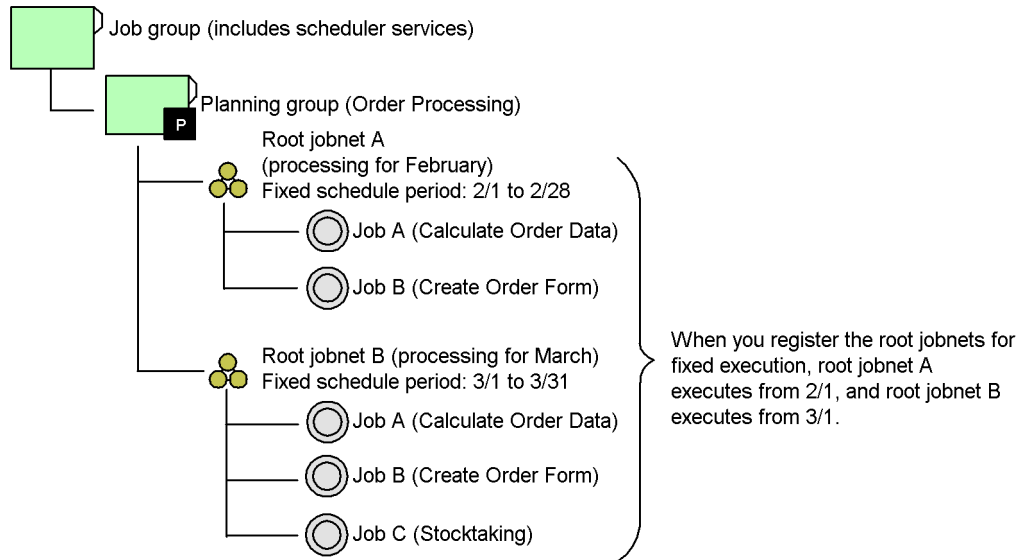 Job group (includes scheduler services)
Planning group (Order Processing)
P
Root jobnet A
(processing for February)
Fixed schedule period: 2/1 to 2/28
Job A (Calculate Order Data)
Job B (Create Order Form)
Root jobnet B (processing for March)
Fixed schedule period: 3/1 to 3/31
Job A (Calculate Order Data)
Job B (Create Order Form)
Job C (Stocktaking)
When you register the root jobnets for
fixed execution, root jobnet A
executes from 2/1, and root jobnet B
executes from 3/1.